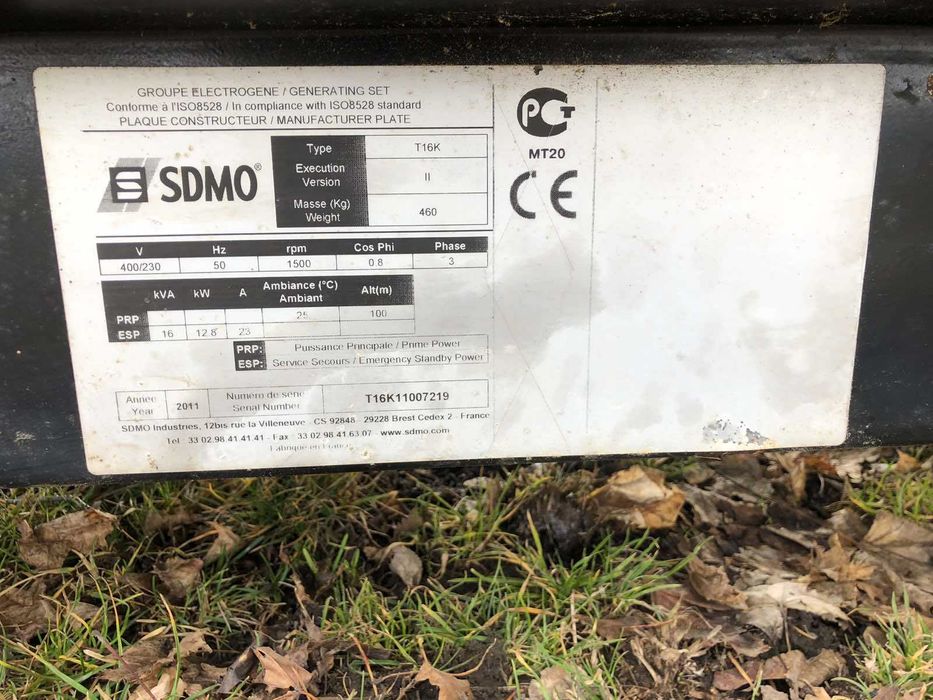 GROUPE ELECTROGENE / GENERATING SET
Conforme à l'ISO8528 / In compliance with ISO8528 standard
PLAQUE CONSTRUCTEUR / MANUFACTURER PLATE
SDMO®
Type T16K
Execution
Version II
Masse (Kg)
Weight 460
V Hz rpm Cos Phi Phase
400/230 50 1500 0.8 3
kVA kW A Ambiance (°C)
Ambiant Alt(m)
PRP 25 100
ESP 16 12.8 23
PRP: Puissance Principale / Prime Power
ESP: Service Secours / Emergency Standby Power
Année
Year 2011 Numéro de série
Serial Number T16K11007219
SDMO Industries, 12bis rue la Villeneuve - CS 92848 - 29228 Brest Cedex 2 - France
Tel 33 02.98.41.41.41 - Fax 33 02.98.41.63.07 - www.sdmo.com
Fabriqué en France
PCT
MT20
CE